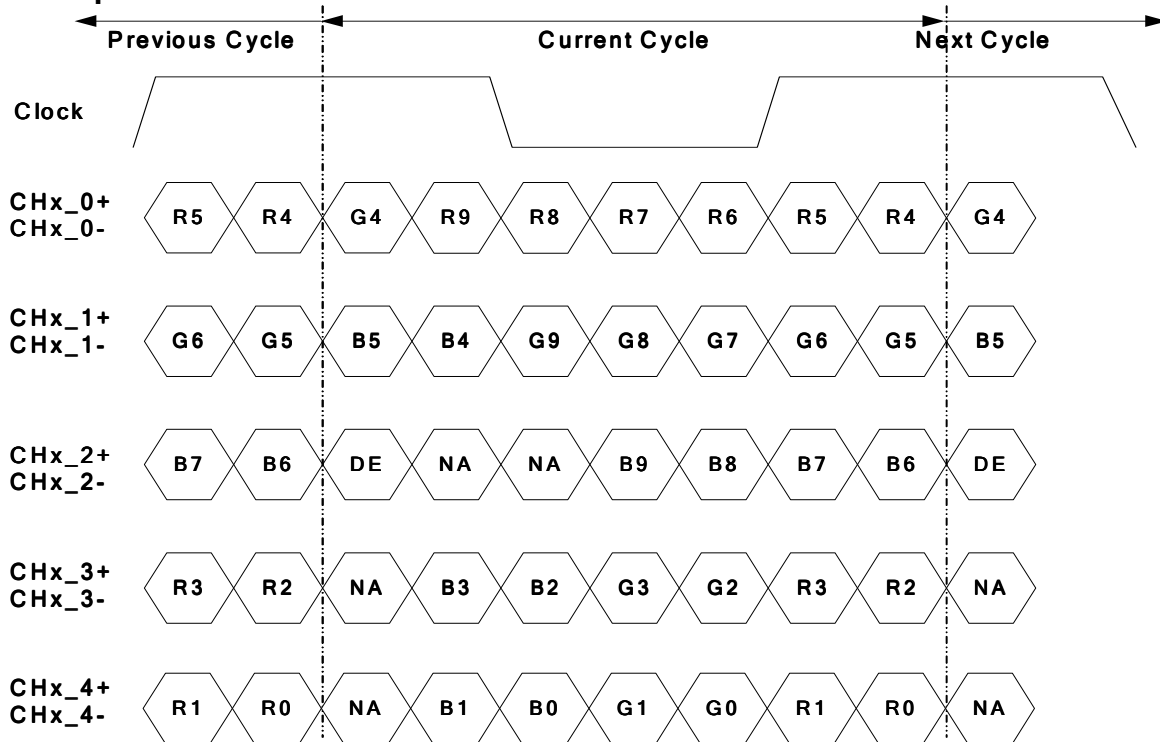 Previous Cycle Current Cycle Next Cycle
Clock
CHx_0+
CHx_0-
R5 R4 G4 R9 R8 R7 R6 R5 R4 G4
CHx_1+
CHx_1-
G6 G5 B5 B4 G9 G8 G7 G6 G5 B5
CHx_2+
CHx_2-
B7 B6 DE NA NA B9 B8 B7 B6 DE
CHx_3+
CHx_3-
R3 R2 NA B3 B2 G3 G2 R3 R2 NA
CHx_4+
CHx_4-
R1 R0 NA B1 B0 G1 G0 R1 R0 NA